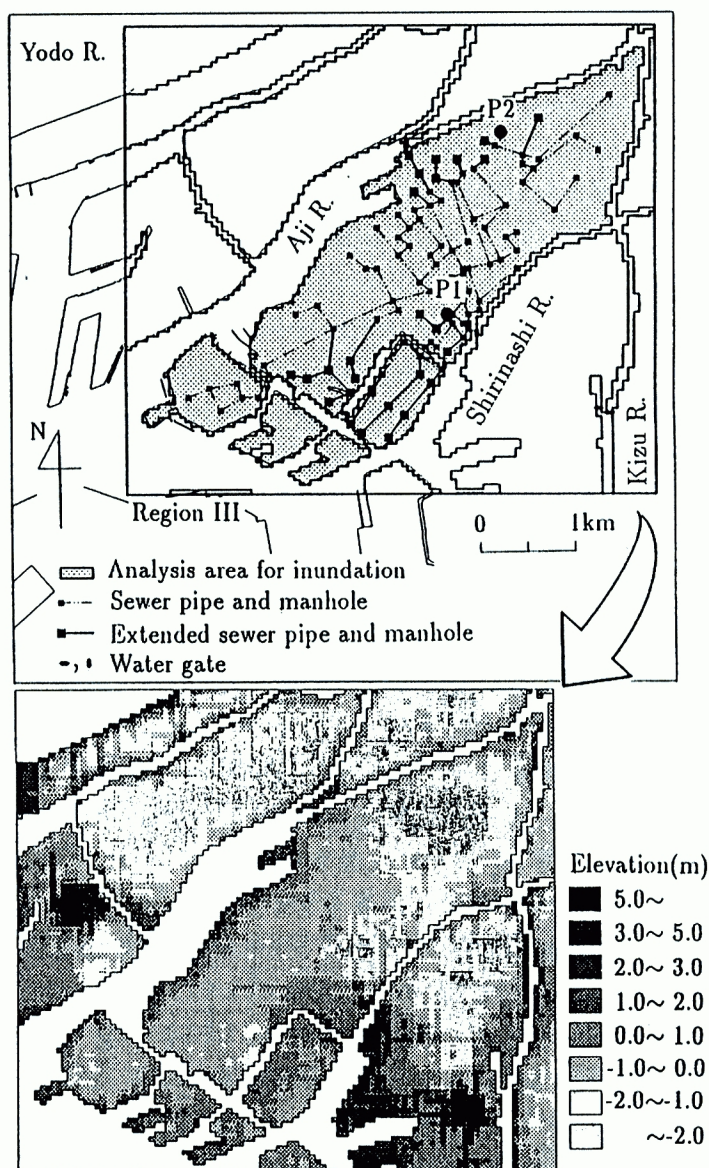 Yodo R.
P2
Aji R.
P1
Shirinashi R.
Kizu R.
N
Region III
0 1km
Analysis area for inundation
Sewer pipe and manhole
Extended sewer pipe and manhole
Water gate
Elevation(m)
5.0~
3.0~ 5.0
2.0~ 3.0
1.0~ 2.0
0.0~ 1.0
-1.0~ 0.0
-2.0~-1.0
~-2.0